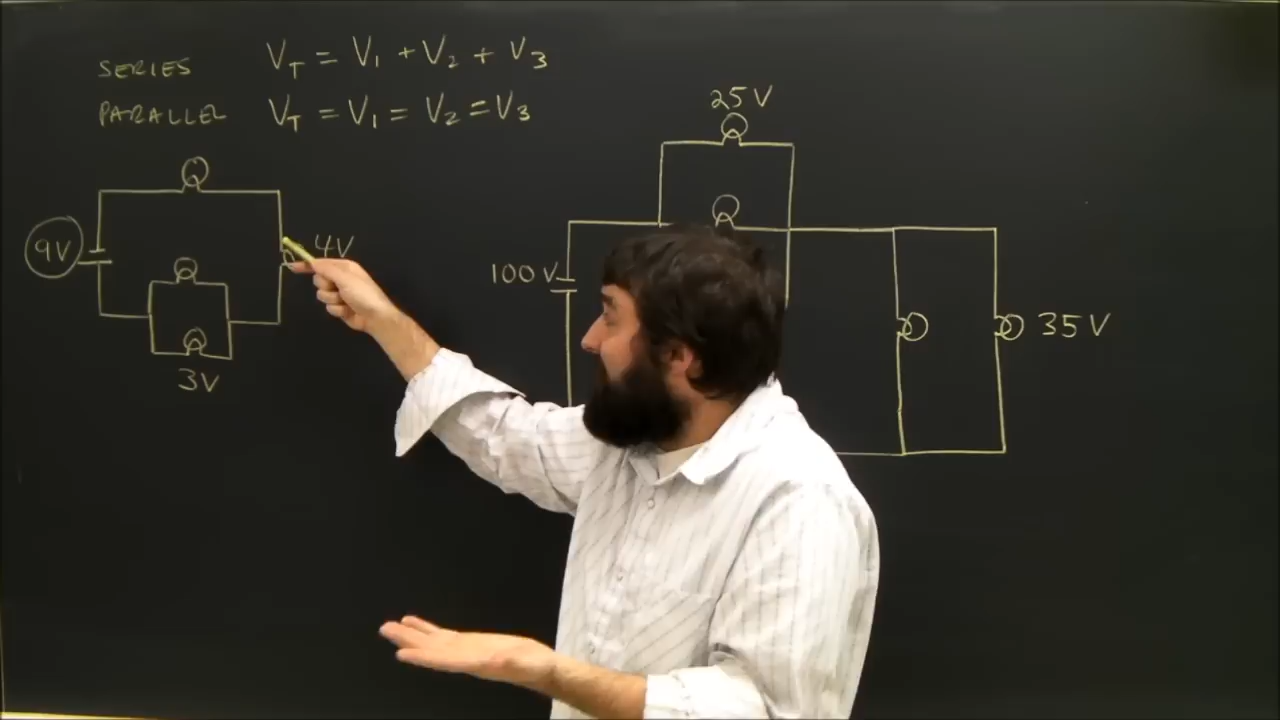 SERIES V_T = V_1 + V_2 + V_3
PARALLEL V_T = V_1 = V_2 = V_3
25V
9V
4V
100V
35V
3V